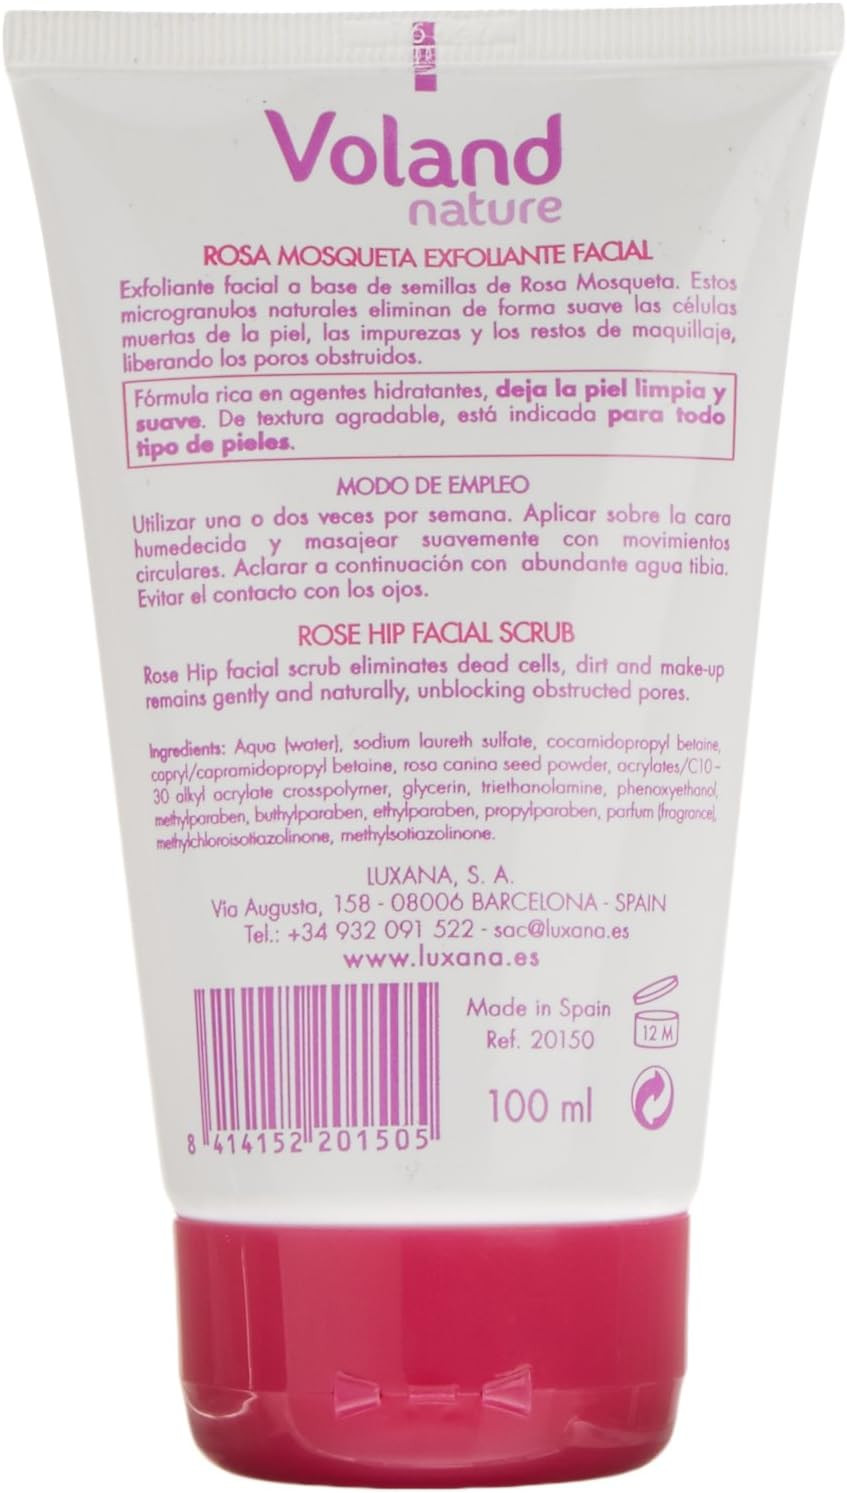 Voland
nature
ROSA MOSQUETA EXFOLIANTE FACIAL
Exfoliante facial a base de semillas de Rosa Mosqueta. Estos
microgranulos naturales eliminan de forma suave las células
muertas de la piel, las impurezas y los restos de maquillaje,
liberando los poros obstruidos.
Fórmula rica en agentes hidratantes, deja la piel limpia y
suave. De textura agradable, está indicada para todo
tipo de pieles.
MODO DE EMPLEO
Utilizar una o dos veces por semana. Aplicar sobre la cara
humedecida y masajear suavemente con movimientos
circulares. Aclarar a continuación con abundante agua tibia.
Evitar el contacto con los ojos.
ROSE HIP FACIAL SCRUB
Rose Hip facial scrub eliminates dead cells, dirt and make-up
remains gently and naturally, unblocking obstructed pores.
Ingredients: Aqua (water), sodium laureth sulfate, cocamidopropyl betaine,
capryl/capramidopropyl betaine, rosa canina seed powder, acrylates/C10-
30 alkyl acrylate crosspolymer, glycerin, triethanolamine, phenoxyethanol,
methylparaben, buthylparaben, ethylparaben, propylparaben, parfum (fragrance),
methylchloroisotiazolinone, methylsotiazolinone.
LUXANA, S. A.
Vía Augusta, 158 - 08006 BARCELONA - SPAIN
Tel.: +34 932 091 522 - sac@luxana.es
www.luxana.es
Made in Spain
Ref. 20150
12 M
100 ml
8 414152 201505